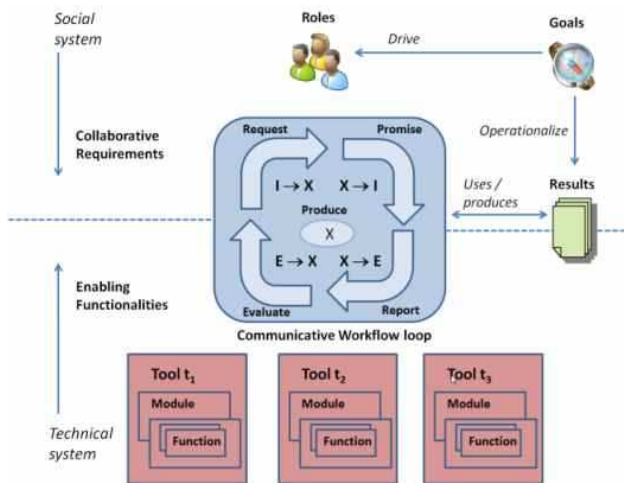 Social
system
Roles
Goals
Drive
Collaborative
Requirements
Request
Promise
Operationalize
I → X
X → I
Produce
X
Uses /
produces
Results
E → X
X → E
Enabling
Functionalities
Evaluate
Report
Communicative Workflow loop
Tool t₁
Tool t₂
Tool t₃
Module
Module
Module
Function
Function
Function
Technical
system